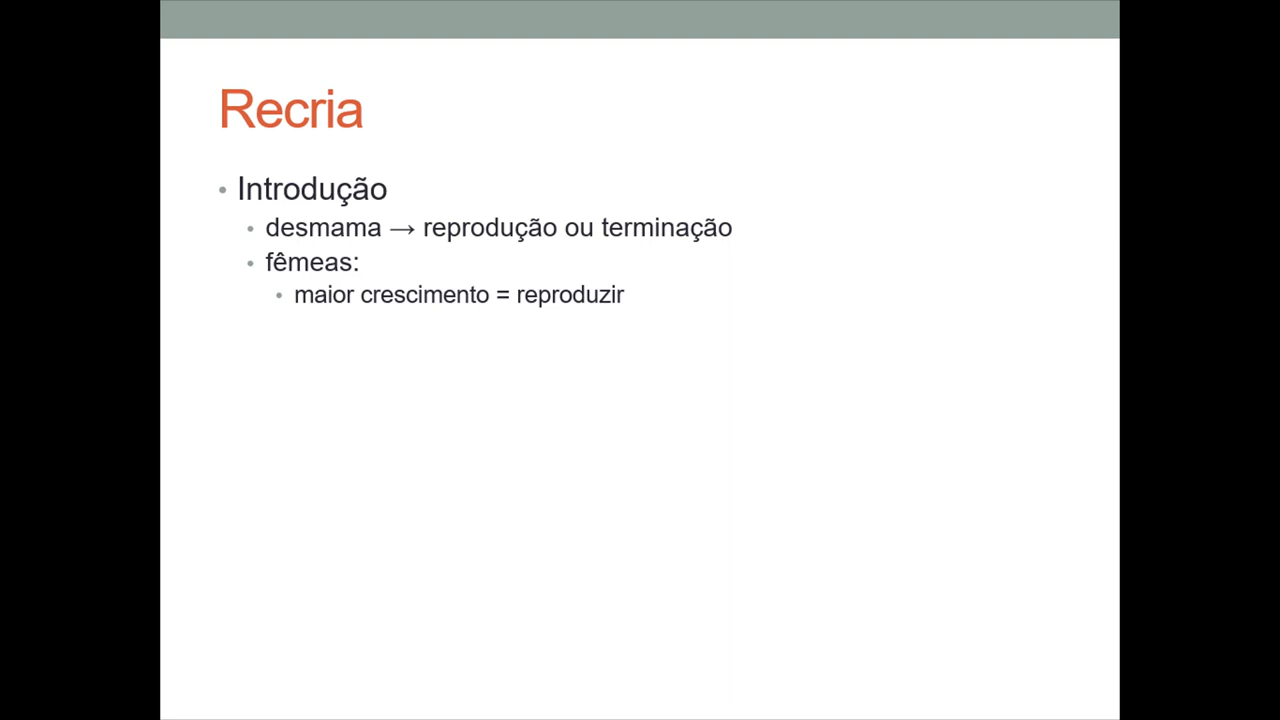 Recria
• Introdução
• desmama → reprodução ou terminação
• fêmeas:
• maior crescimento = reproduzir